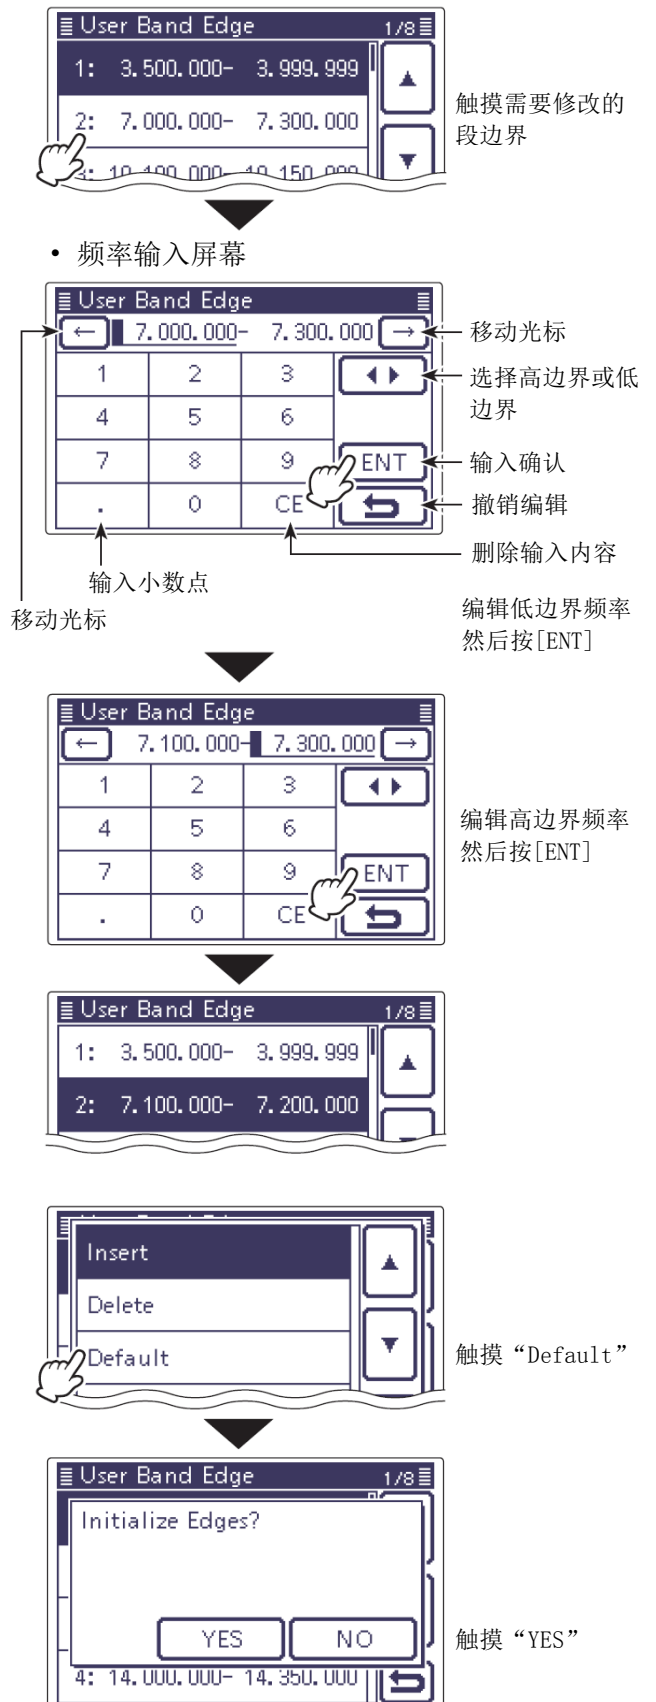 User Band Edge 1/8
1: 3.500.000- 3.999.999
2: 7.000.000- 7.300.000
3: 10.100.000- 10.150.000
触摸需要修改的
段边界
• 频率输入屏幕
User Band Edge
← 7.000.000- 7.300.000 →
移动光标
1 2 3
选择高边界或低
边界
4 5 6
7 8 9 ENT
输入确认
. 0 CE
撤销编辑
删除输入内容
输入小数点
移动光标
编辑低边界频率
然后按[ENT]
User Band Edge
← 7.100.000- 7.300.000 →
1 2 3
4 5 6
编辑高边界频率
然后按[ENT]
7 8 9 ENT
. 0 CE
User Band Edge 1/8
1: 3.500.000- 3.999.999
2: 7.100.000- 7.200.000
Insert
Delete
Default
触摸“Default”
User Band Edge 1/8
Initialize Edges?
YES NO
触摸“YES”
4: 14.000.000- 14.350.000